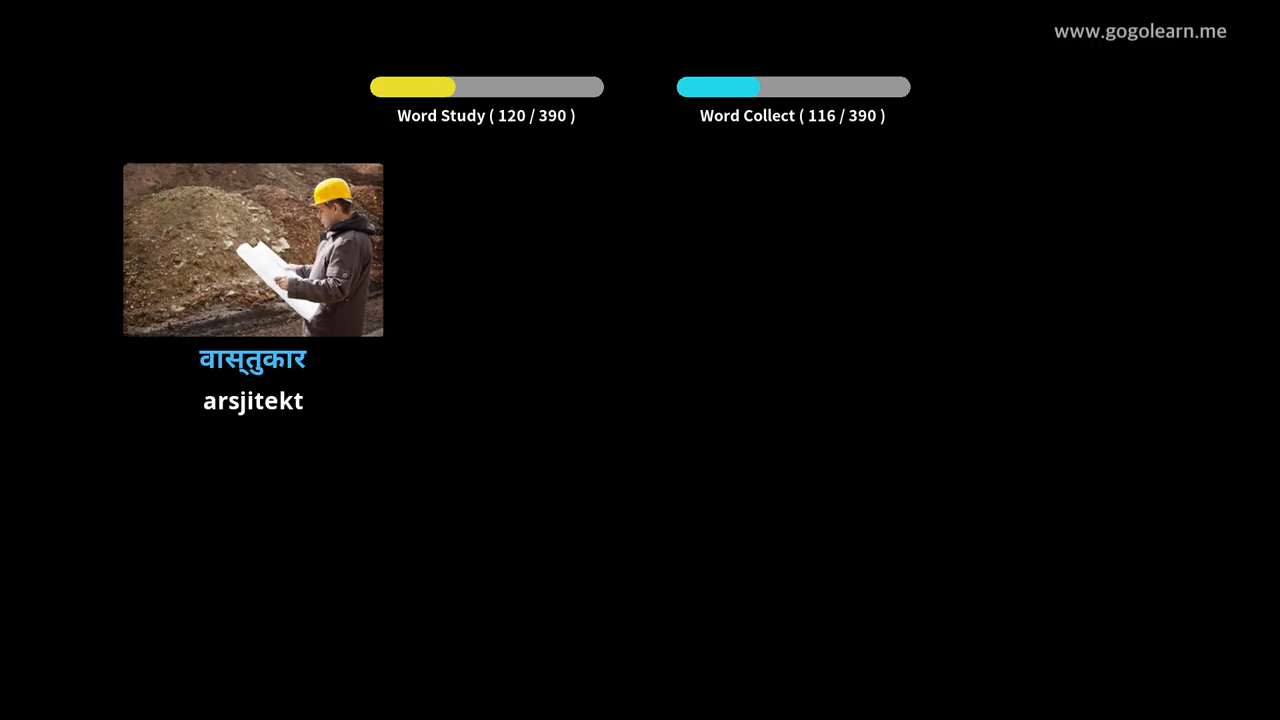 www.gogolearn.me
Word Study ( 120 / 390 )
Word Collect ( 116 / 390 )
वास्तुकार
arsjitekt